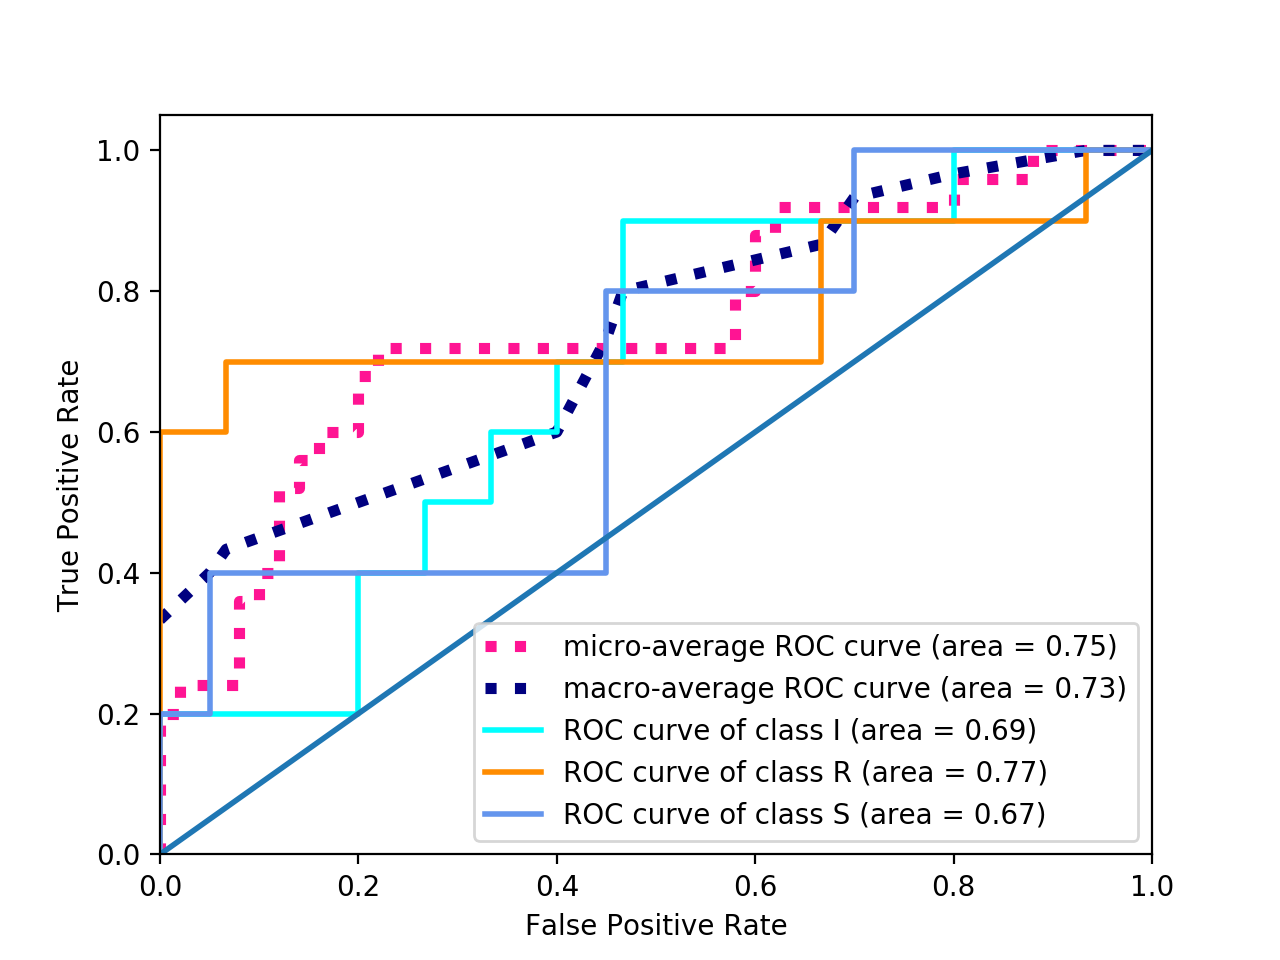 1.0
0.8
0.6
0.4
0.2
0.0
True Positive Rate
micro-average ROC curve (area = 0.75)
macro-average ROC curve (area = 0.73)
ROC curve of class I (area = 0.69)
ROC curve of class R (area = 0.77)
ROC curve of class S (area = 0.67)
0.0 0.2 0.4 0.6 0.8 1.0
False Positive Rate